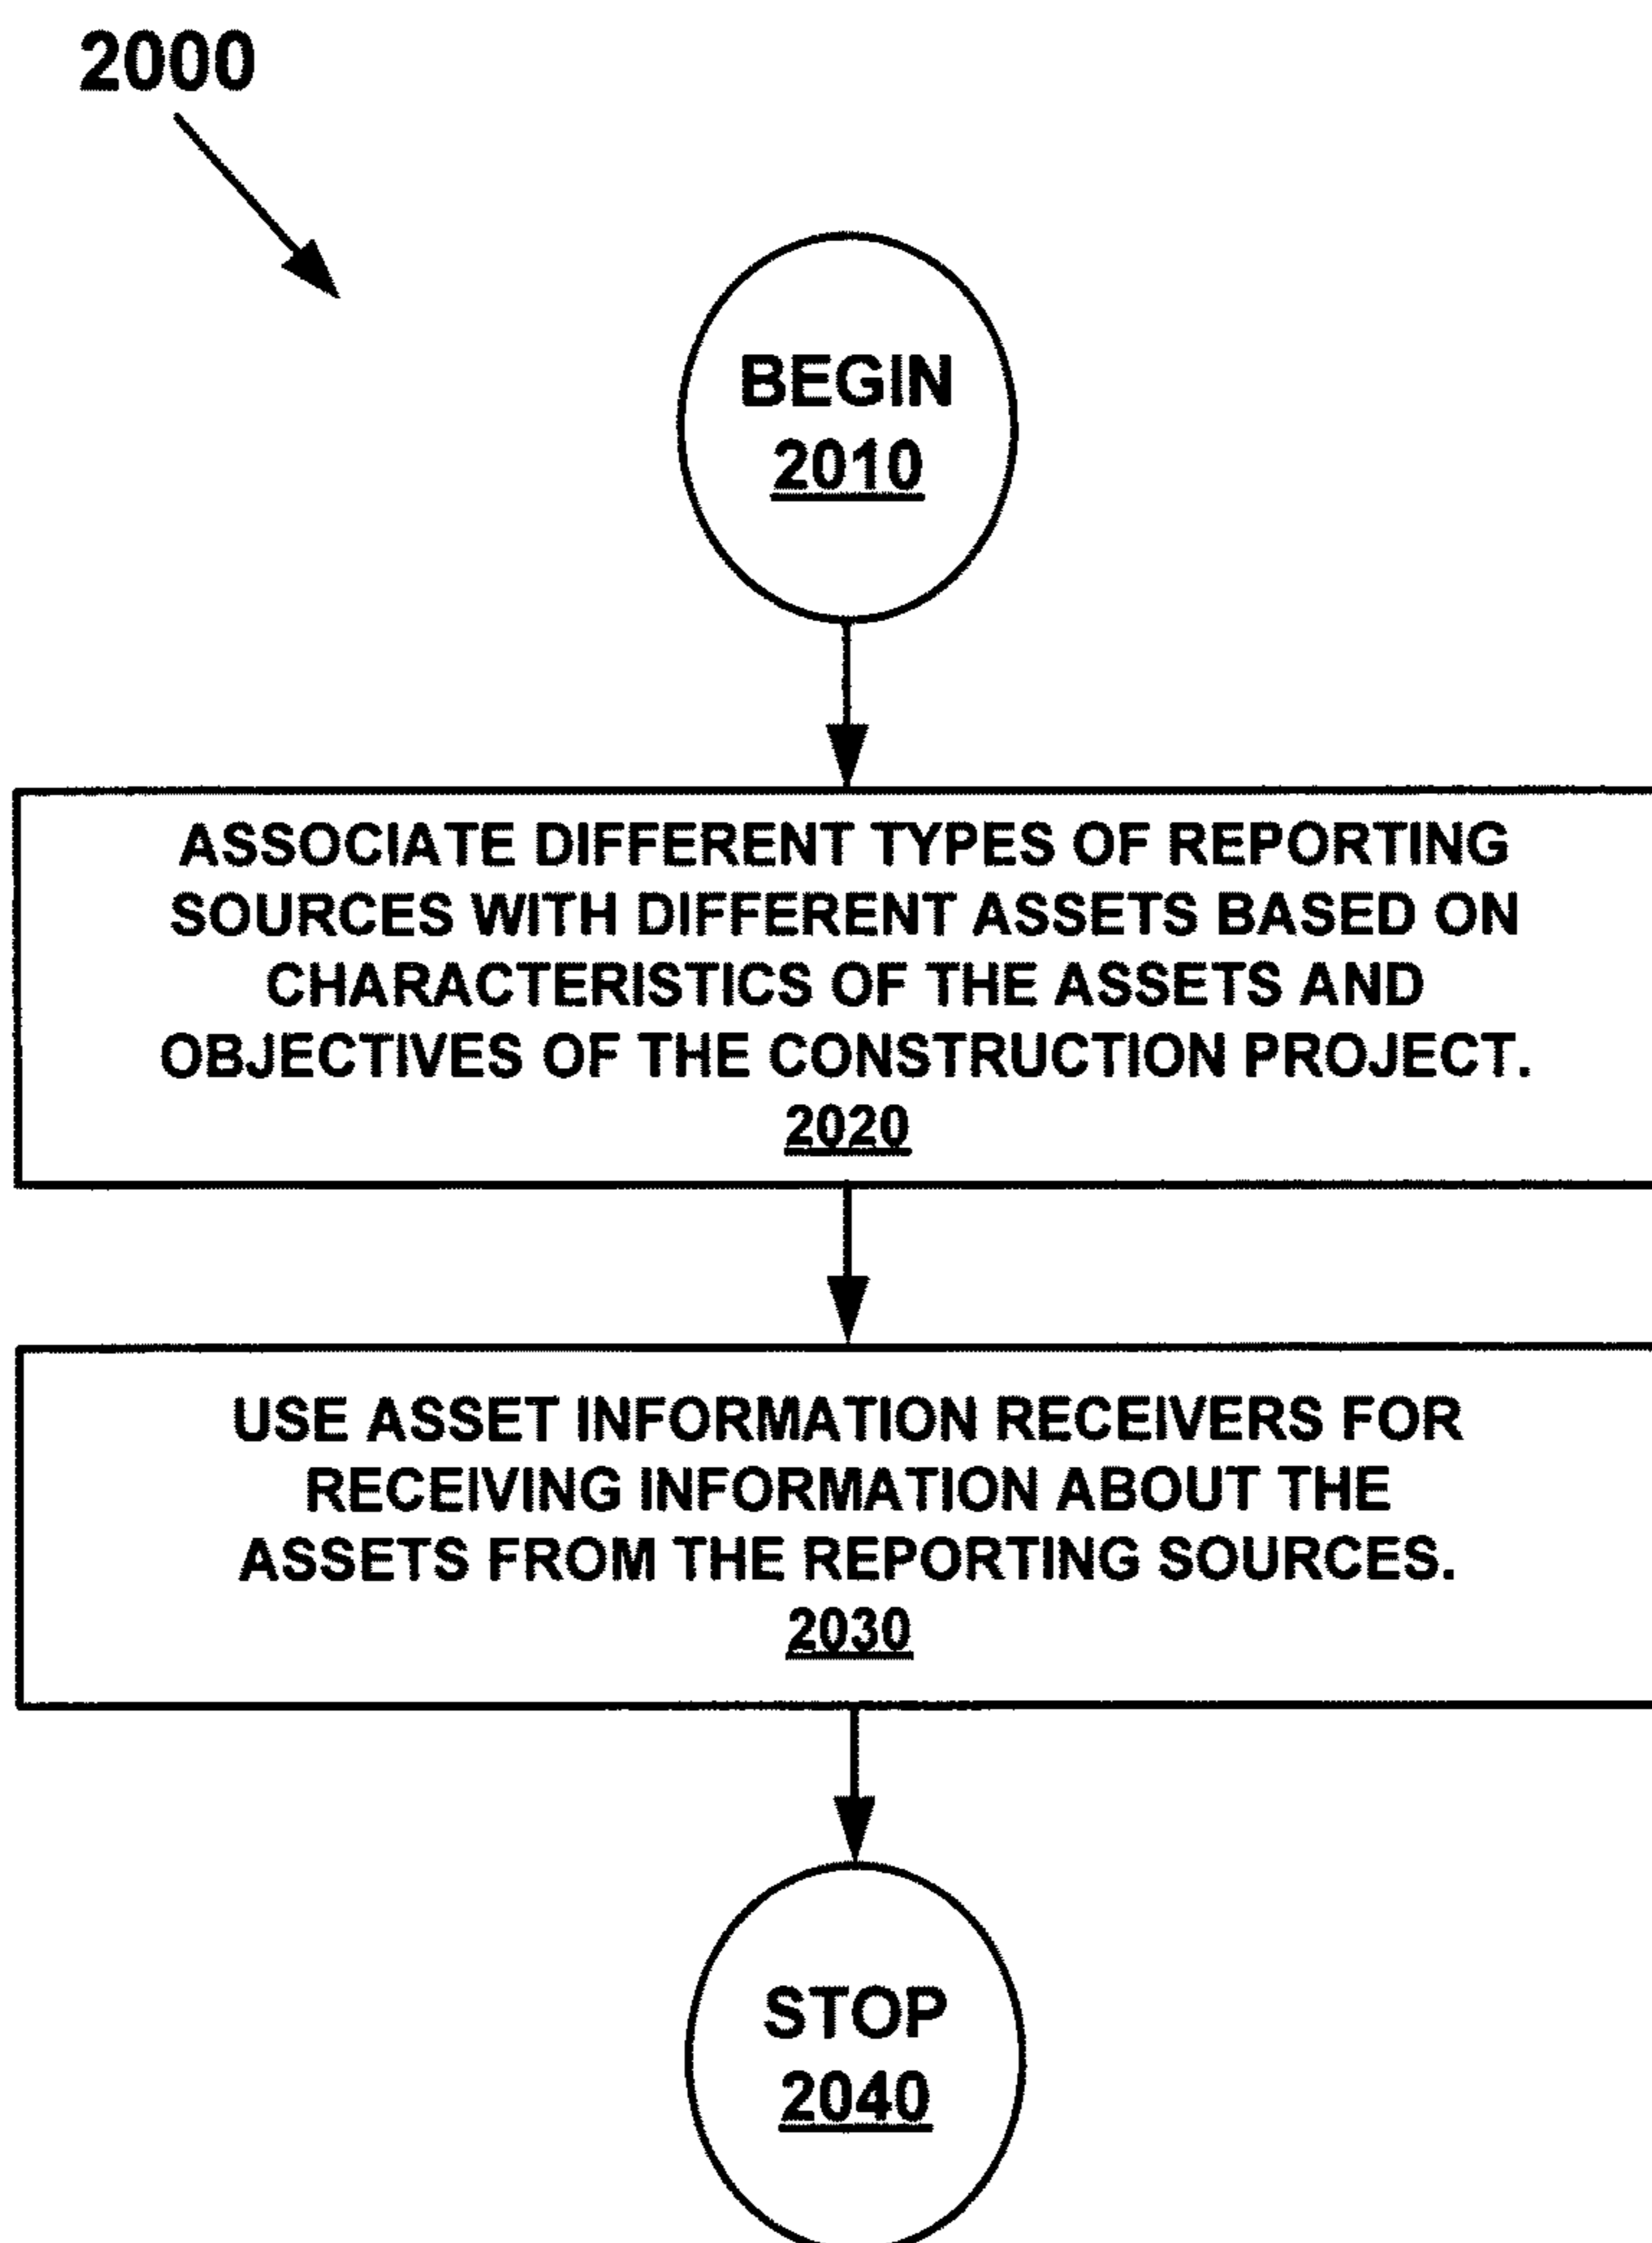 2000
BEGIN
2010
ASSOCIATE DIFFERENT TYPES OF REPORTING
SOURCES WITH DIFFERENT ASSETS BASED ON
CHARACTERISTICS OF THE ASSETS AND
OBJECTIVES OF THE CONSTRUCTION PROJECT.
2020
USE ASSET INFORMATION RECEIVERS FOR
RECEIVING INFORMATION ABOUT THE
ASSETS FROM THE REPORTING SOURCES.
2030
STOP
2040